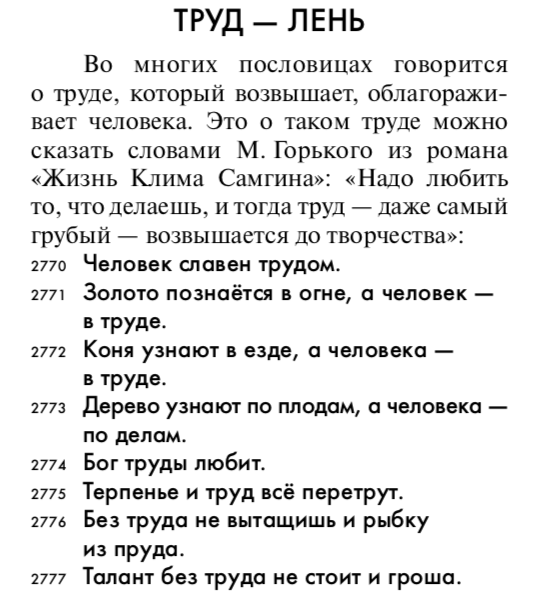 ТРУД — ЛЕНЬ
Во многих пословицах говорится
о труде, который возвышает, облагоражи-
вает человека. Это о таком труде можно
сказать словами М. Горького из романа
«Жизнь Клима Самгина»: «Надо любить
то, что делаешь, и тогда труд — даже самый
грубый — возвышается до творчества»:
2770 Человек славен трудом.
2771 Золото познаётся в огне, а человек —
в труде.
2772 Коня узнают в езде, а человека —
в труде.
2773 Дерево узнают по плодам, а человека —
по делам.
2774 Бог труды любит.
2775 Терпенье и труд всё перетрут.
2776 Без труда не вытащишь и рыбку
из пруда.
2777 Талант без труда не стоит и гроша.